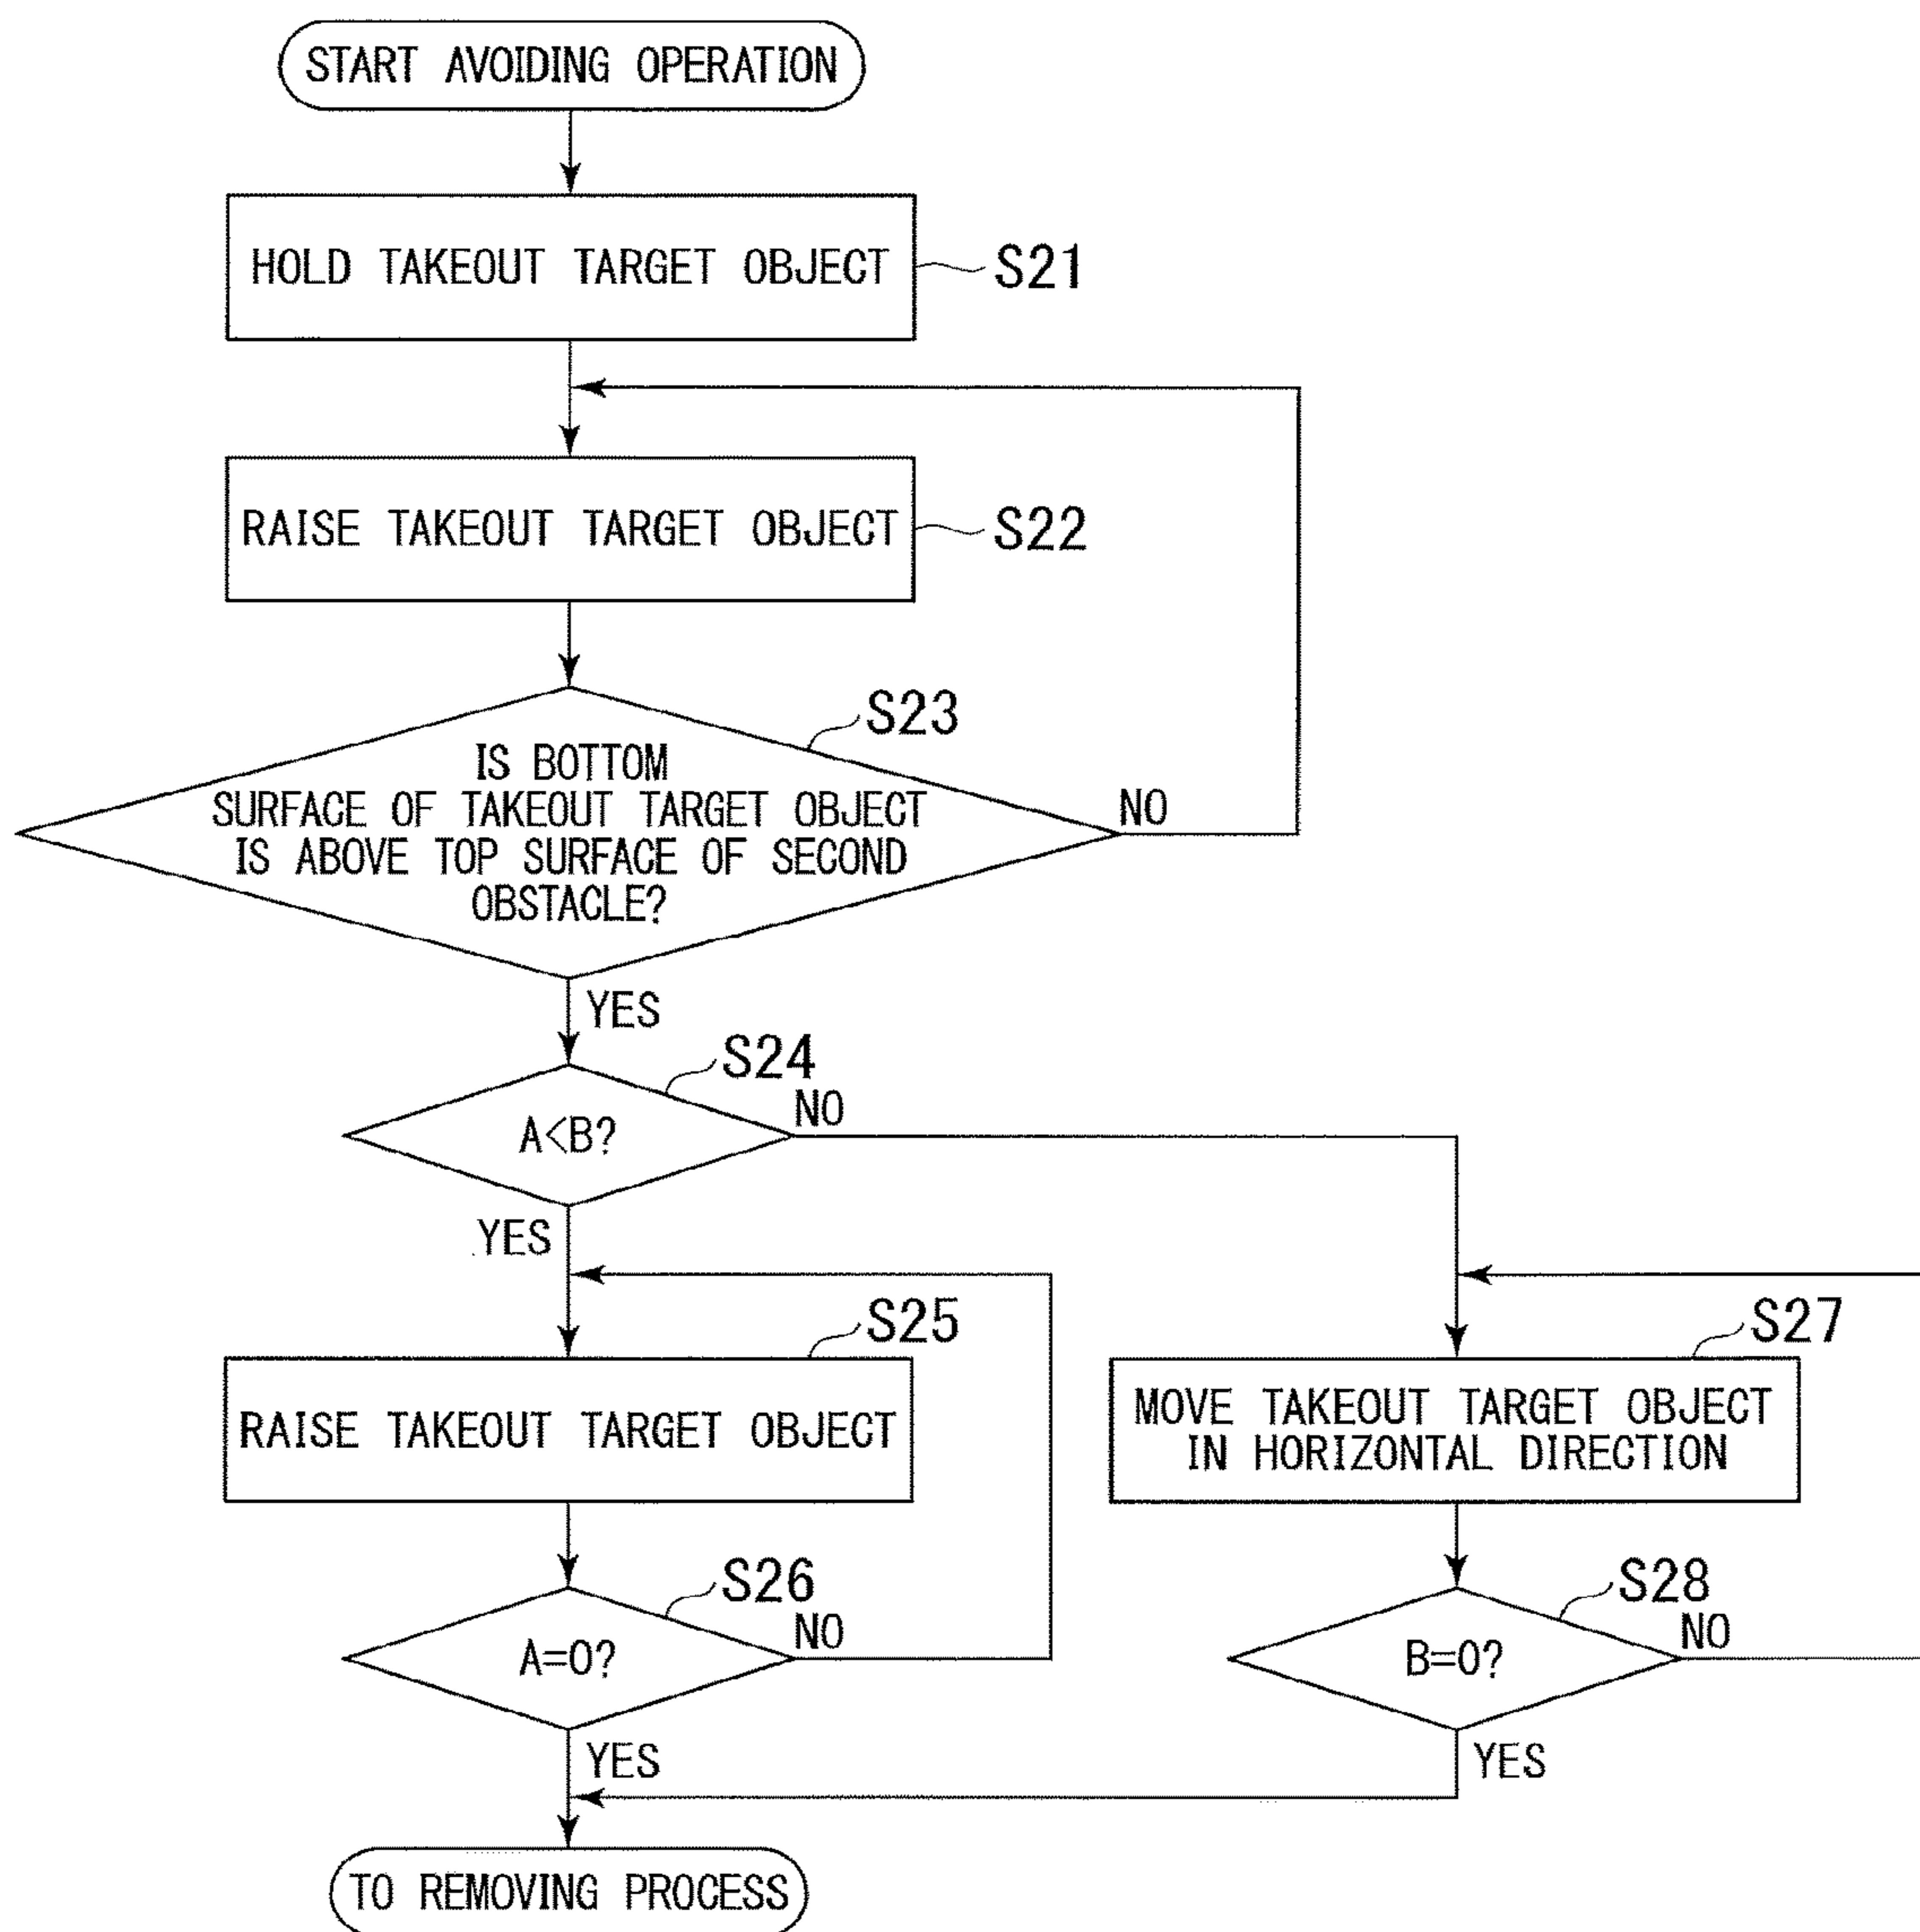 START AVOIDING OPERATION
HOLD TAKEOUT TARGET OBJECT
S21
RAISE TAKEOUT TARGET OBJECT
S22
S23
IS BOTTOM
SURFACE OF TAKEOUT TARGET OBJECT
IS ABOVE TOP SURFACE OF SECOND
OBSTACLE?
NO
YES
S24
A<B?
NO
YES
S25
RAISE TAKEOUT TARGET OBJECT
S27
MOVE TAKEOUT TARGET OBJECT
IN HORIZONTAL DIRECTION
S26
A=0?
NO
YES
S28
B=0?
NO
YES
TO REMOVING PROCESS